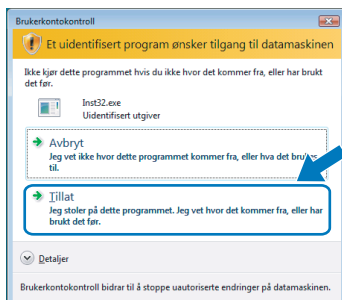 Brukerkontokontroll
Et uidentifisert program ønsker tilgang til datamaskinen
Ikke kjør dette programmet hvis du ikke hvor det kommer fra, eller har brukt
det før.
Inst32.exe
Uidentifisert utgiver
Avbryt
Jeg vet ikke hvor dette programmet kommer fra, eller hva det brukes
til.
Tillat
Jeg stoler på dette programmet. Jeg vet hvor det kommer fra, eller har
brukt det før.
Detaljer
Brukerkontokontroll bidrar til å stoppe uautoriserte endringer på datamaskinen.